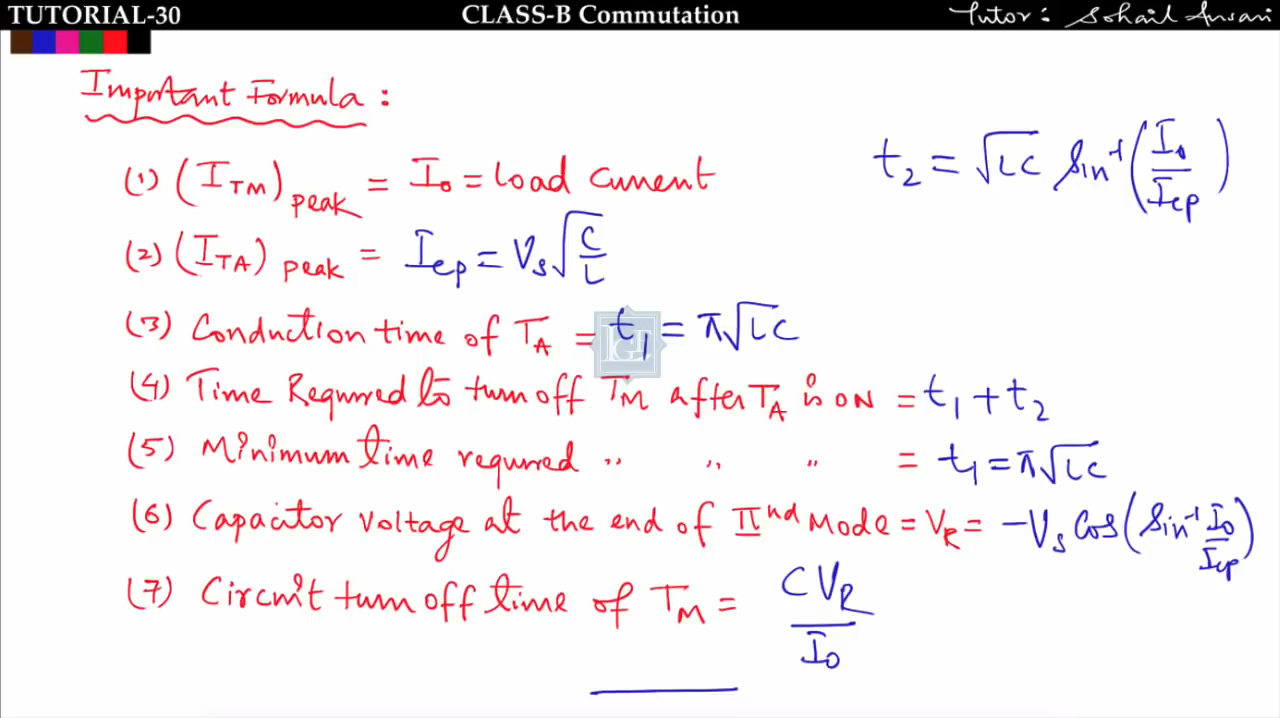 TUTORIAL-30 CLASS-B Commutation Tutor: Sohail Ansari
Important Formula:
t₂ = √LC Sin⁻¹(I₀/Icp)
(1) (ITM) peak = I₀ = Load current
(2) (ITA) peak = Icp = Vs√(C/L)
(3) Conduction time of TA = t₁ = π√LC
(4) Time Required to turn off TM after TA is ON = t₁ + t₂
(5) Minimum time required ,, ,, ,, = t₁ = π√LC
(6) Capacitor voltage at the end of IInd Mode = VR = -Vs Cos(Sin⁻¹ I₀/Icp)
(7) Circuit turn off time of TM = CVR/I₀